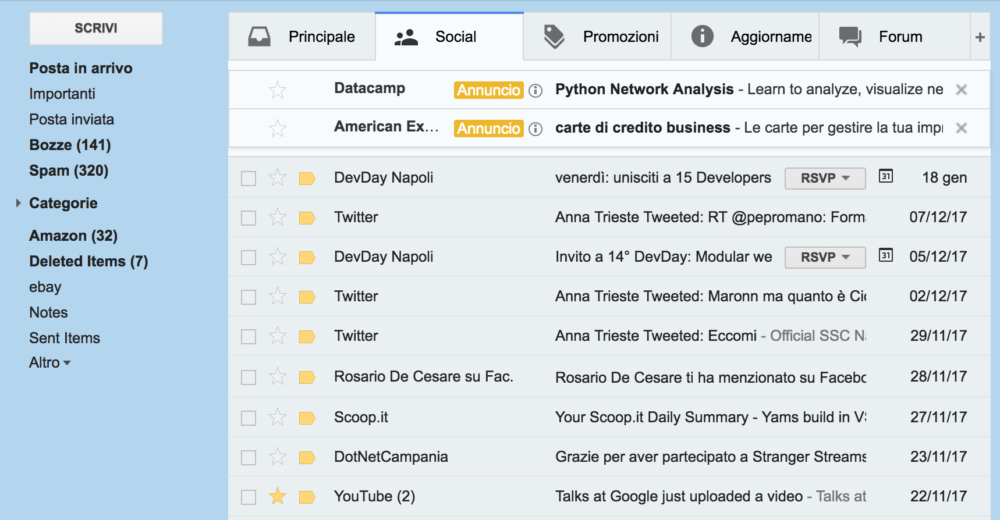 SCRIVI
Posta in arrivo
Importanti
Posta inviata
Bozze (141)
Spam (320)
Categorie
Amazon (32)
Deleted Items (7)
ebay
Notes
Sent Items
Altro
Principale Social Promozioni Aggiorname Forum +
Datacamp Annuncio Python Network Analysis - Learn to analyze, visualize ne
American Ex… Annuncio carte di credito business - Le carte per gestire la tua impr
DevDay Napoli venerdì: unisciti a 15 Developers RSVP 31 18 gen
Twitter Anna Trieste Tweeted: RT @pepromano: Forma 07/12/17
DevDay Napoli Invito a 14° DevDay: Modular we RSVP 31 05/12/17
Twitter Anna Trieste Tweeted: Maronn ma quanto è Cio 02/12/17
Twitter Anna Trieste Tweeted: Eccomi - Official SSC Na 29/11/17
Rosario De Cesare su Fac. Rosario De Cesare ti ha menzionato su Facebo 28/11/17
Scoop.it Your Scoop.it Daily Summary - Yams build in VS 27/11/17
DotNetCampania Grazie per aver partecipato a Stranger Streams 23/11/17
YouTube (2) Talks at Google just uploaded a video - Talks at 22/11/17